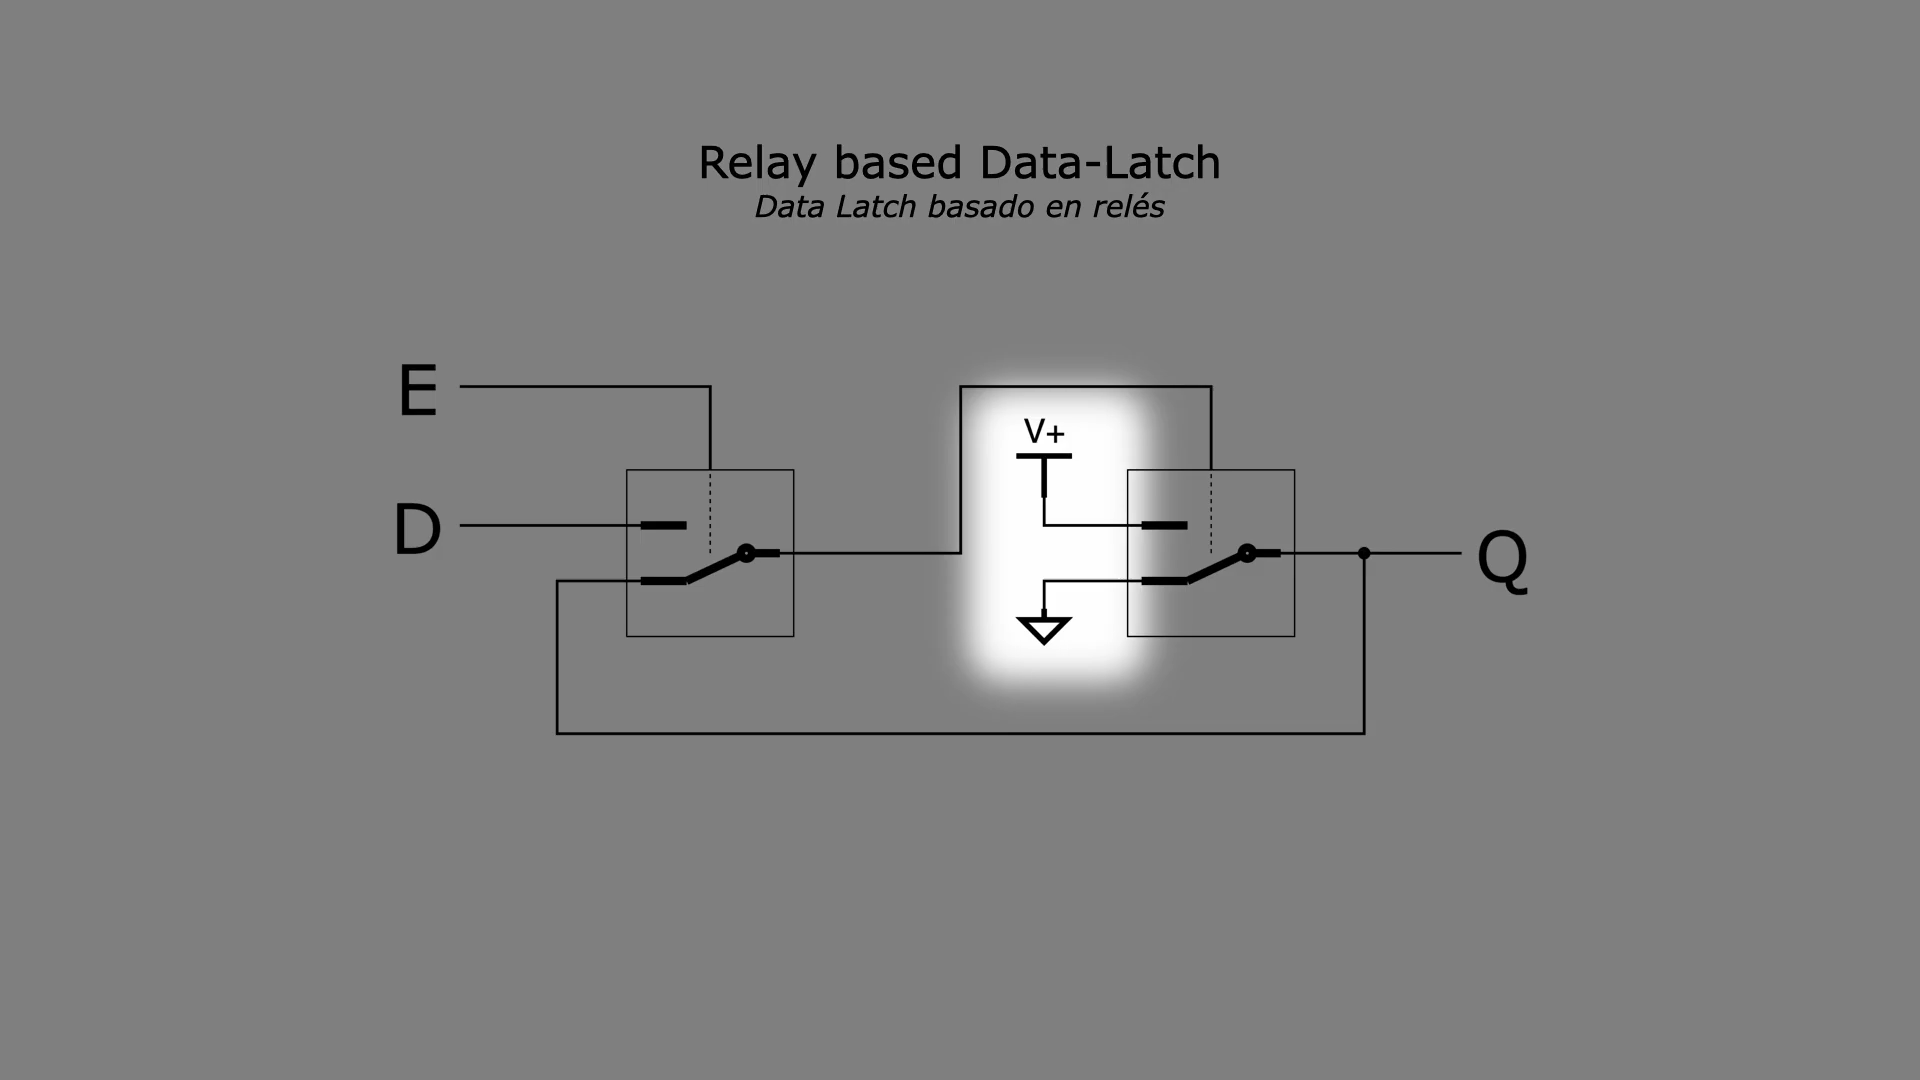 Relay based Data-Latch
Data Latch basado en relés
E
V+
D
Q